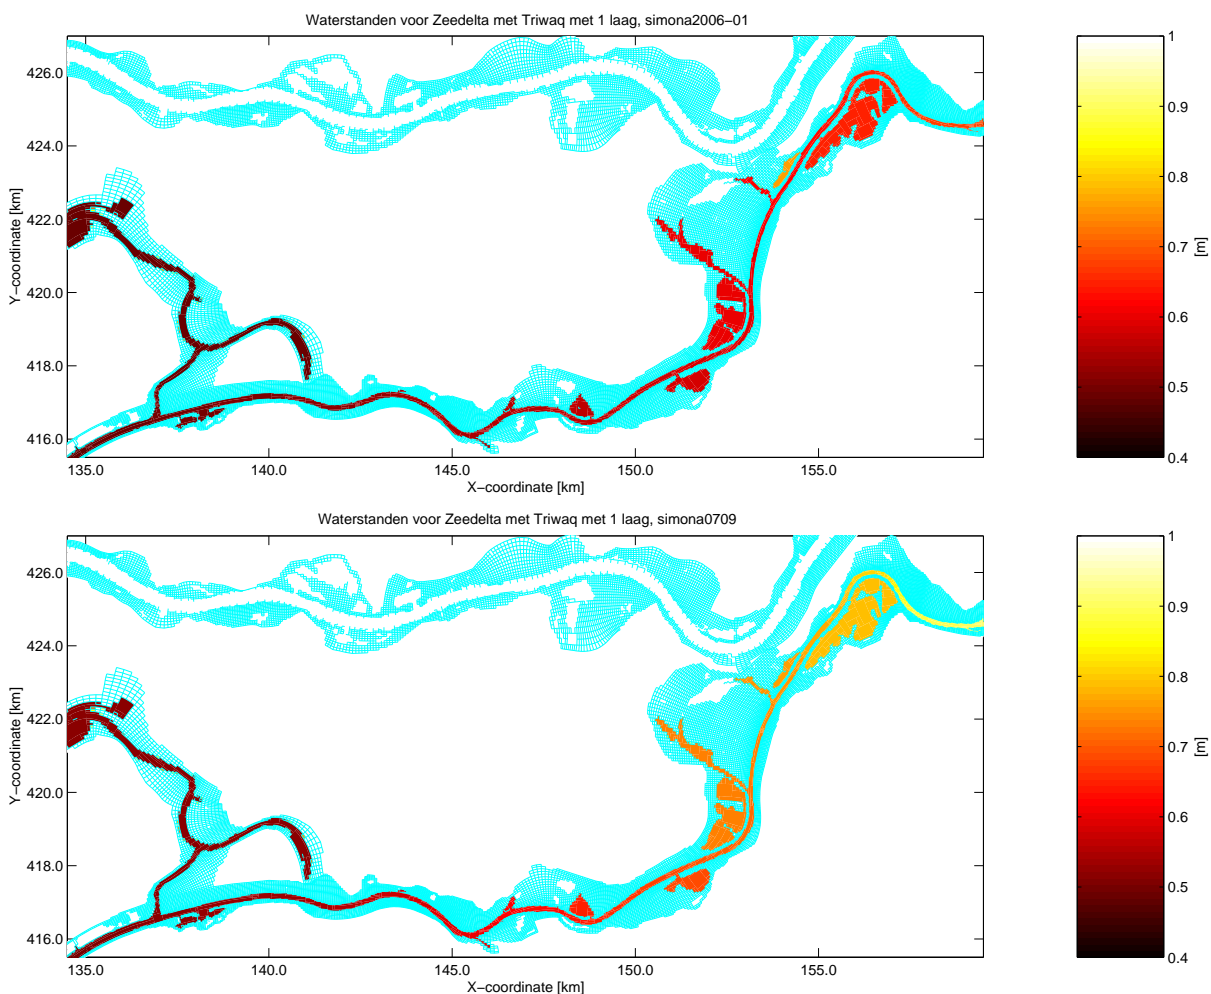 Waterstanden voor Zeedelta met Triwaq met 1 laag, simona2006−01
426.0
424.0
422.0
420.0
418.0
416.0
Y−coordinate [km]
135.0 140.0 145.0 150.0 155.0
X−coordinate [km]
1
0.9
0.8
0.7
0.6
0.5
0.4
[m]
Waterstanden voor Zeedelta met Triwaq met 1 laag, simona0709
426.0
424.0
422.0
420.0
418.0
416.0
Y−coordinate [km]
135.0 140.0 145.0 150.0 155.0
X−coordinate [km]
1
0.9
0.8
0.7
0.6
0.5
0.4
[m]